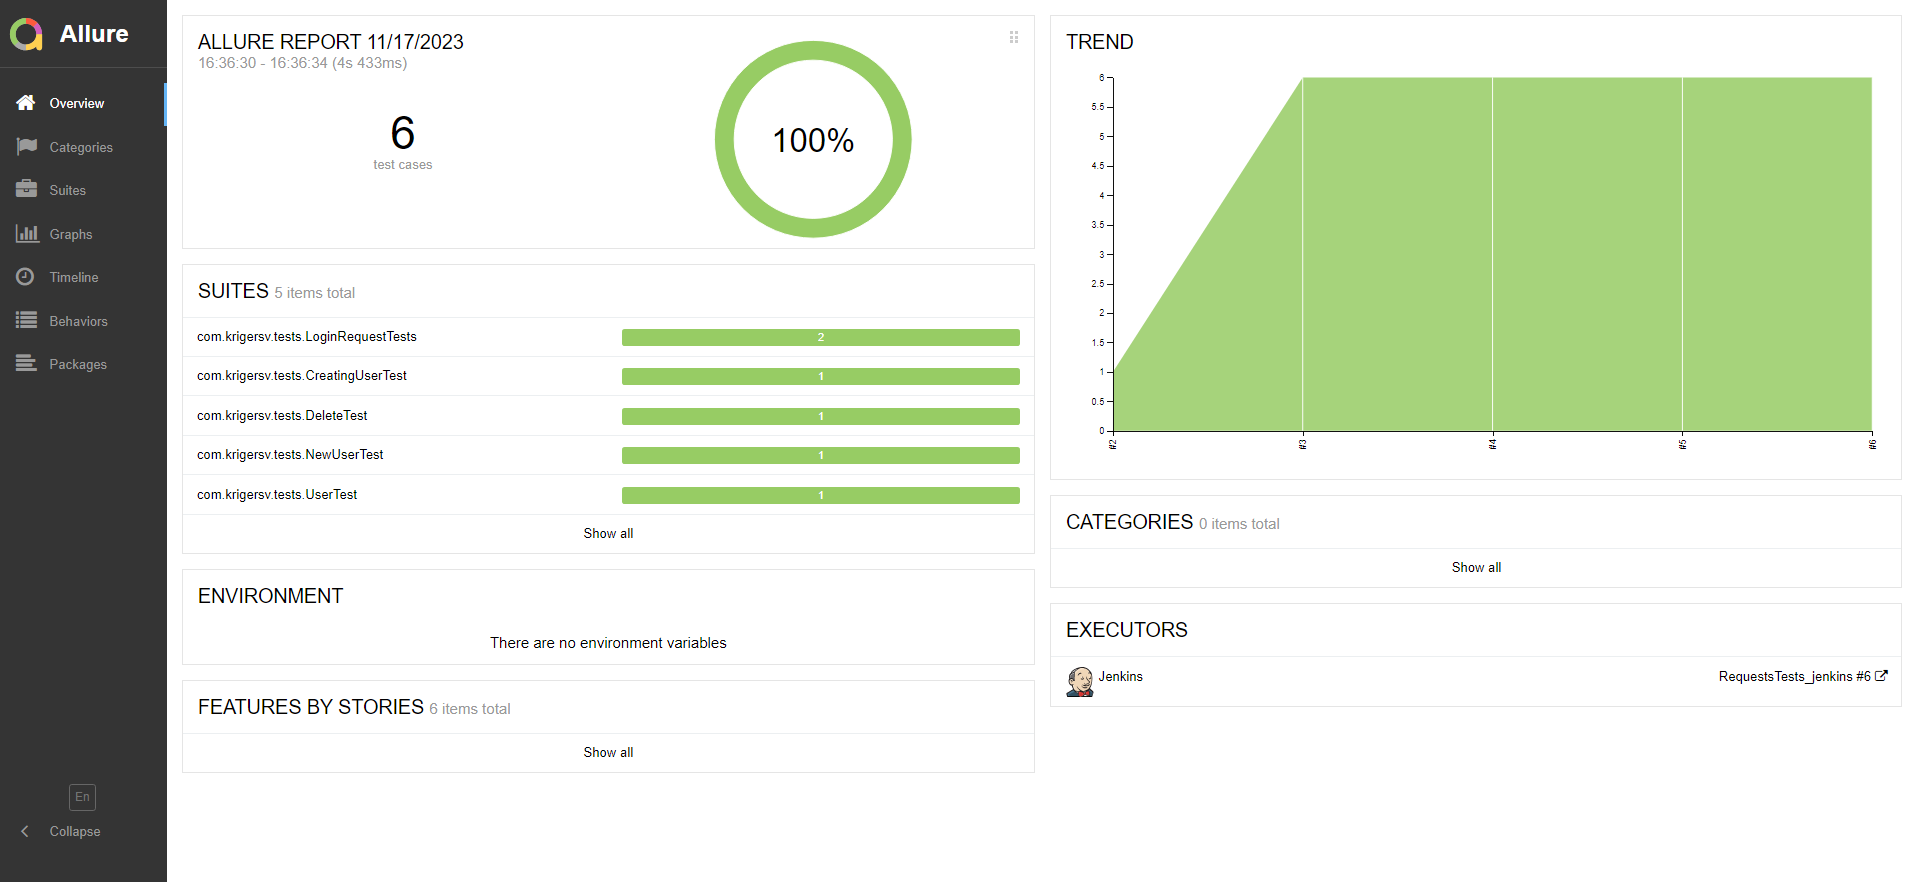 Allure
Overview
Categories
Suites
Graphs
Timeline
Behaviors
Packages
En
Collapse
ALLURE REPORT 11/17/2023
16:36:30 - 16:36:34 (4s 433ms)
6
test cases
100%
SUITES 5 items total
com.krigersv.tests.LoginRequestTests 2
com.krigersv.tests.CreatingUserTest 1
com.krigersv.tests.DeleteTest 1
com.krigersv.tests.NewUserTest 1
com.krigersv.tests.UserTest 1
Show all
ENVIRONMENT
There are no environment variables
FEATURES BY STORIES 6 items total
Show all
TREND
6
5.5
5
4.5
4
3.5
3
2.5
2
1.5
1
0.5
0
#2 #3 #4 #5 #6
CATEGORIES 0 items total
Show all
EXECUTORS
Jenkins RequestsTests_jenkins #6